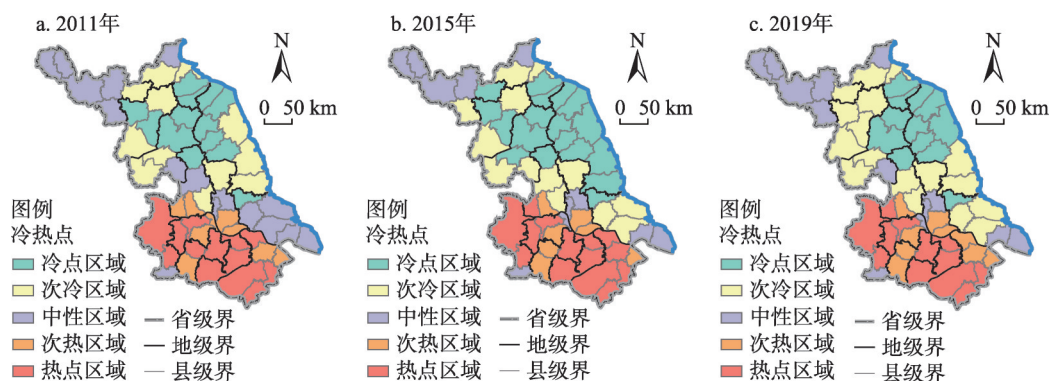 a. 2011年
N
0 50 km
图例
冷热点
冷点区域
次冷区域
中性区域
次热区域
热点区域
省级界
地级界
县级界
b. 2015年
N
0 50 km
图例
冷热点
冷点区域
次冷区域
中性区域
次热区域
热点区域
省级界
地级界
县级界
c. 2019年
N
0 50 km
图例
冷热点
冷点区域
次冷区域
中性区域
次热区域
热点区域
省级界
地级界
县级界